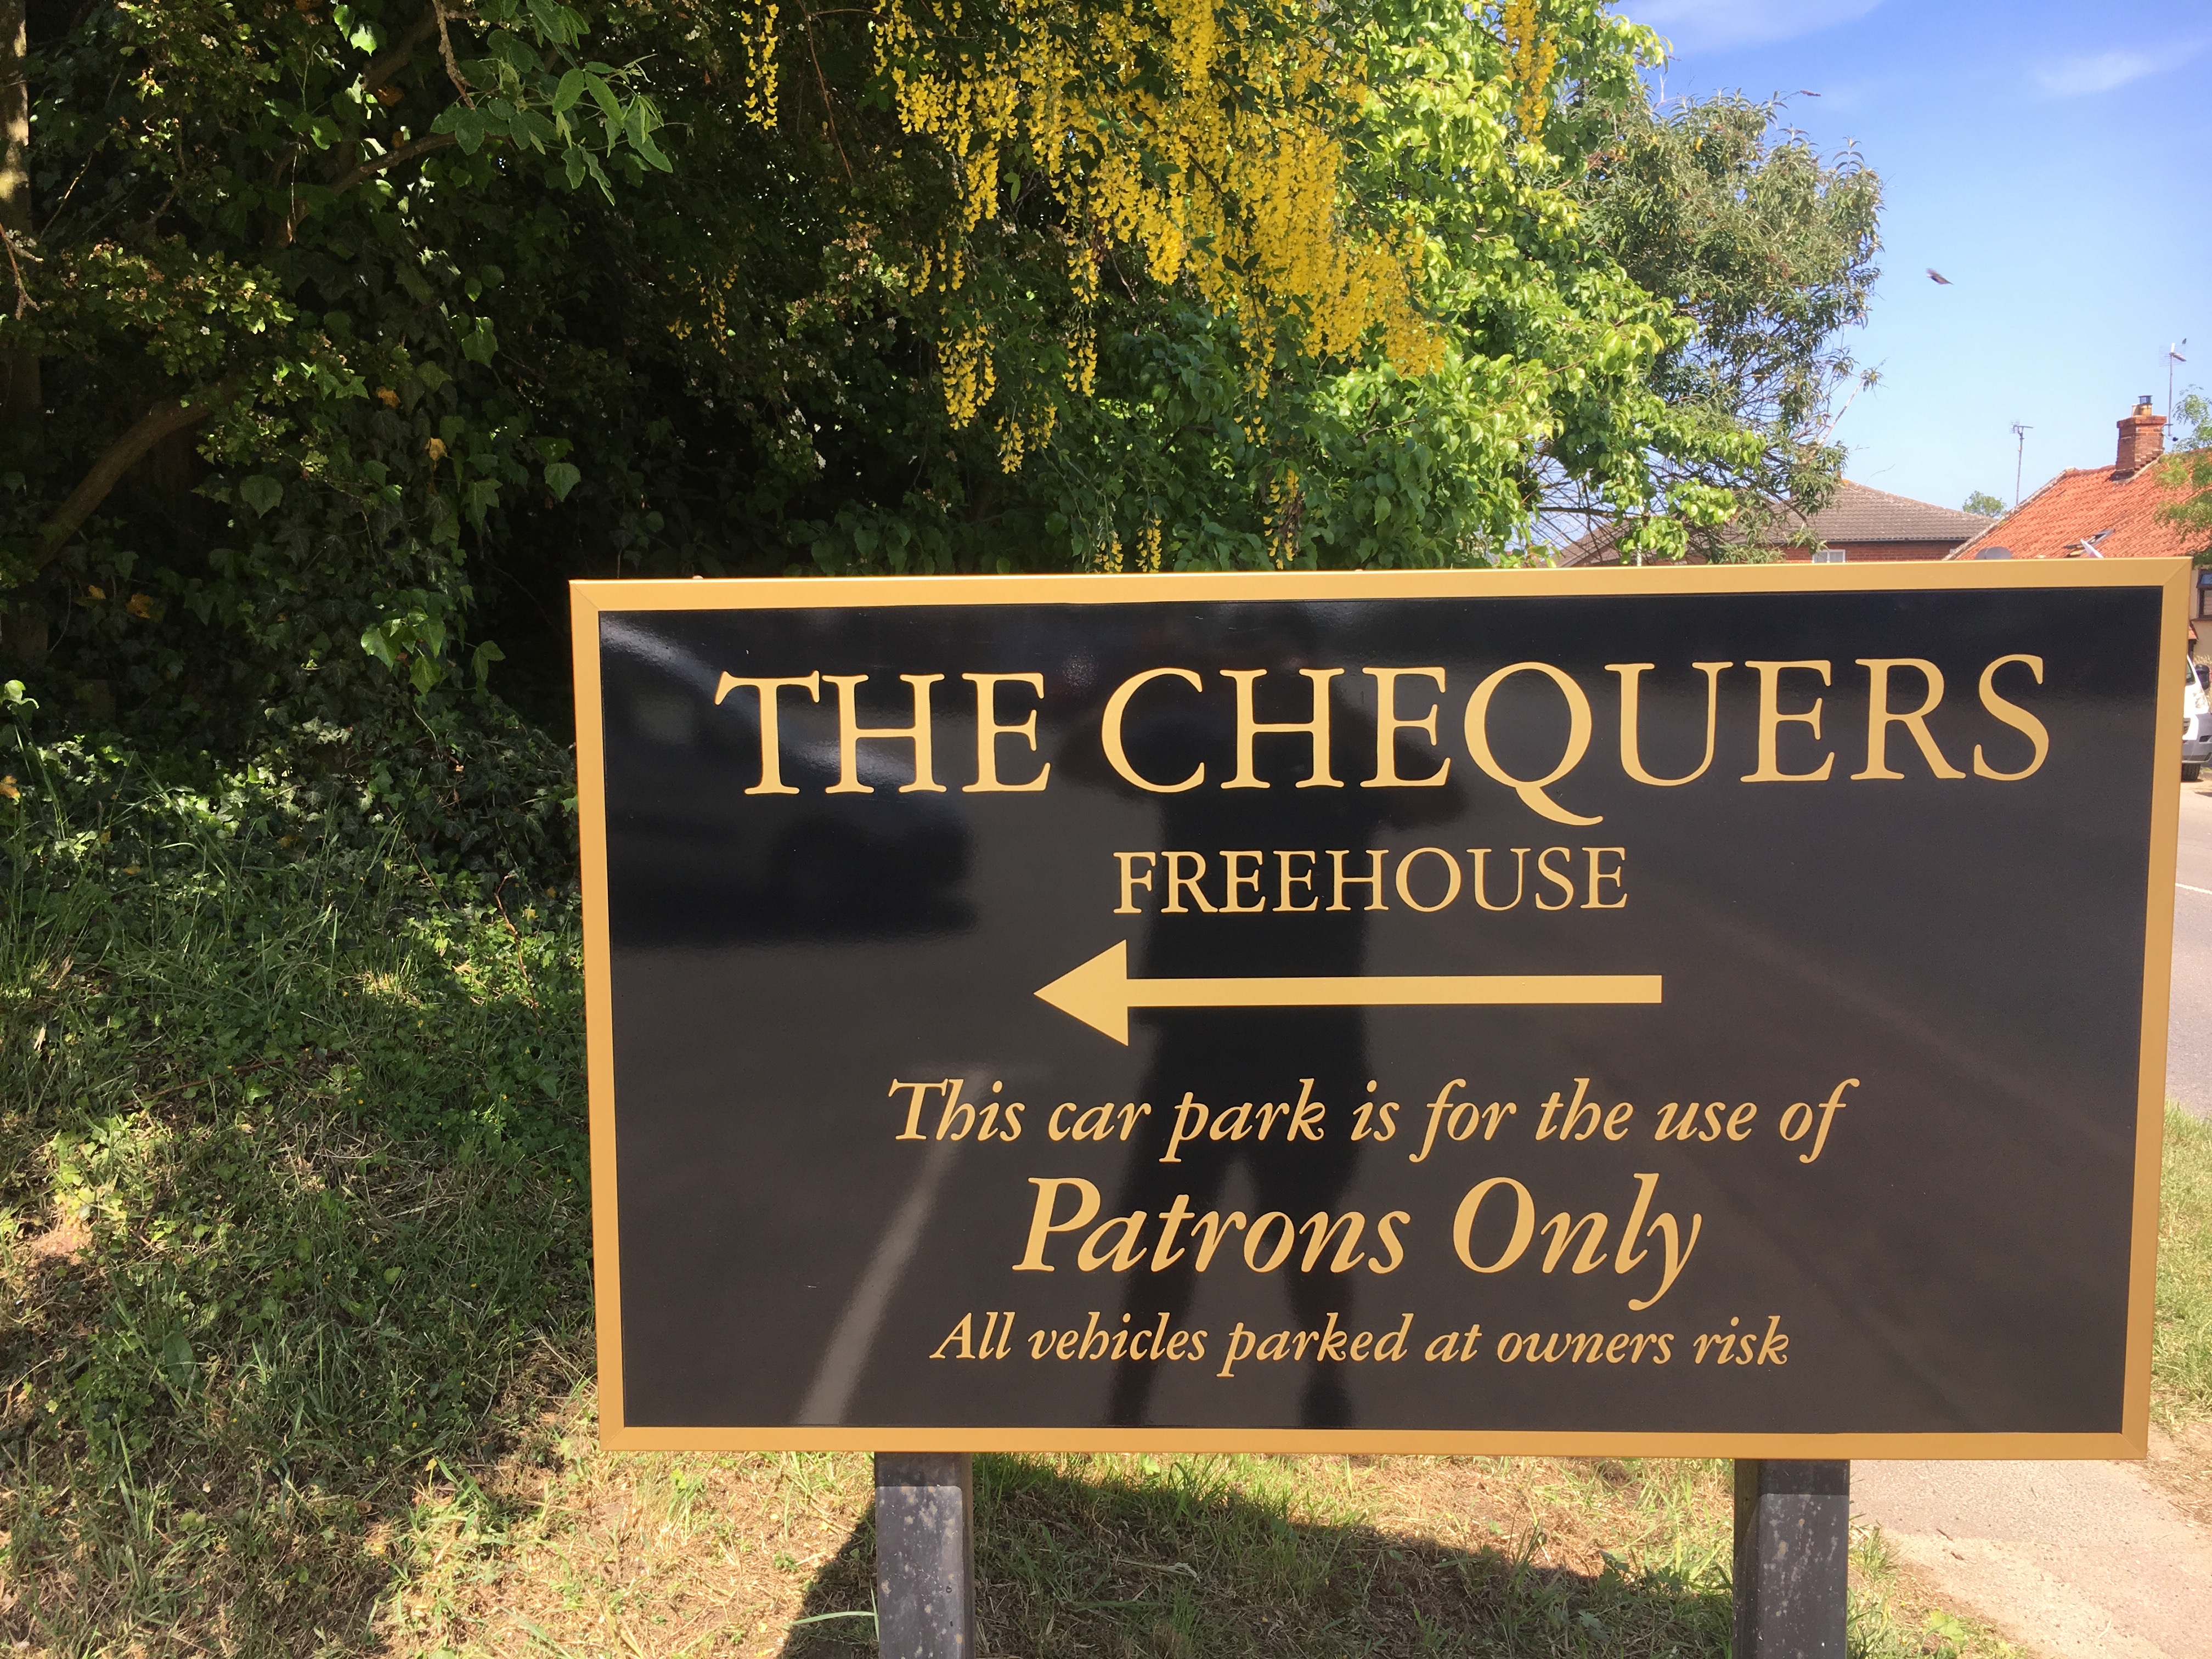 THE CHEQUERS
FREEHOUSE
This car park is for the use of
Patrons Only
All vehicles parked at owners risk